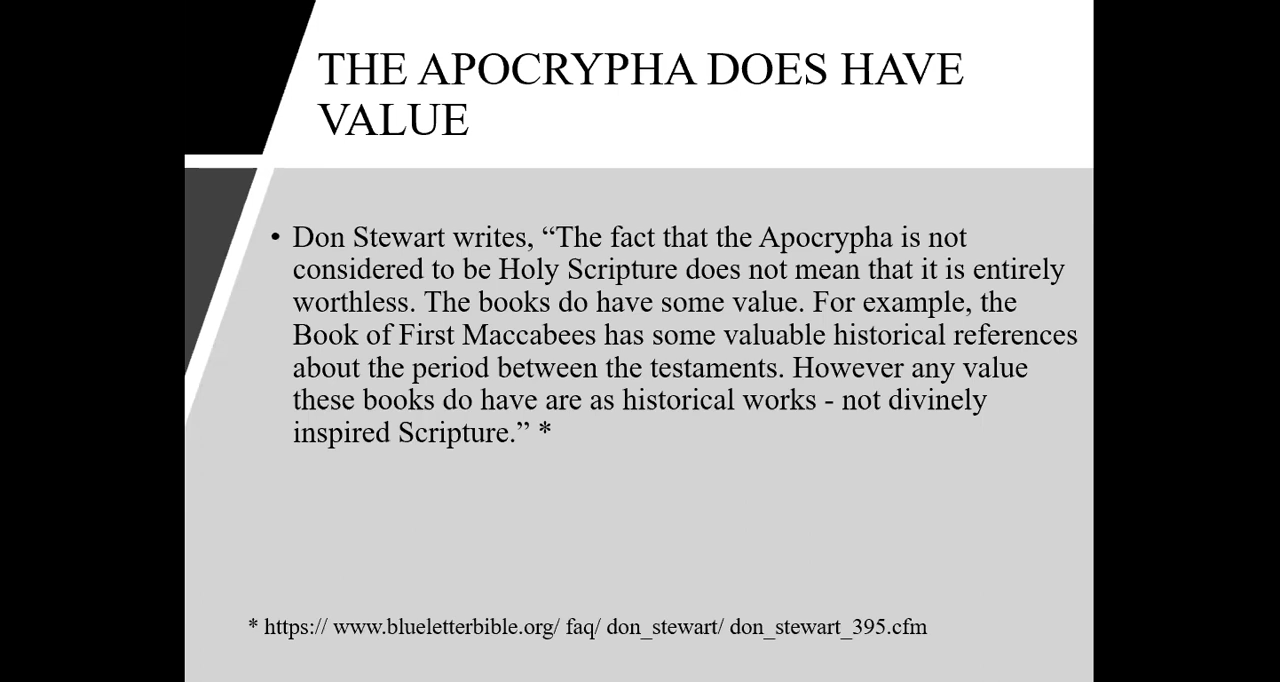 THE APOCRYPHA DOES HAVE
VALUE
• Don Stewart writes, “The fact that the Apocrypha is not
considered to be Holy Scripture does not mean that it is entirely
worthless. The books do have some value. For example, the
Book of First Maccabees has some valuable historical references
about the period between the testaments. However any value
these books do have are as historical works - not divinely
inspired Scripture.” *
* https:// www.blueletterbible.org/ faq/ don_stewart/ don_stewart_395.cfm